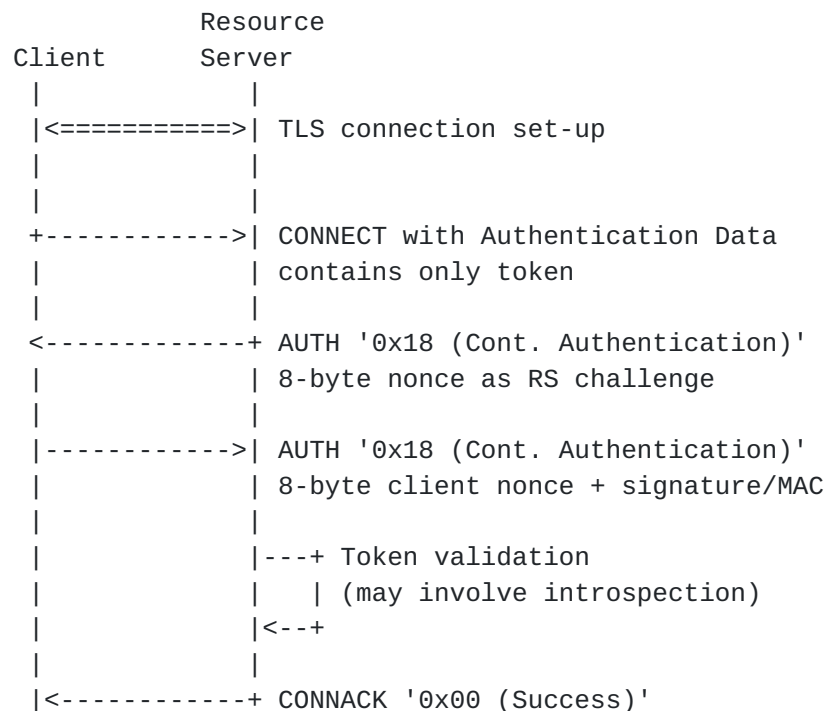 Resource
Client Server
TLS connection set-up
CONNECT with Authentication Data
contains only token
AUTH '0x18 (Cont. Authentication)'
8-byte nonce as RS challenge
AUTH '0x18 (Cont. Authentication)'
8-byte client nonce + signature/MAC
Token validation
(may involve introspection)
CONNACK '0x00 (Success)'